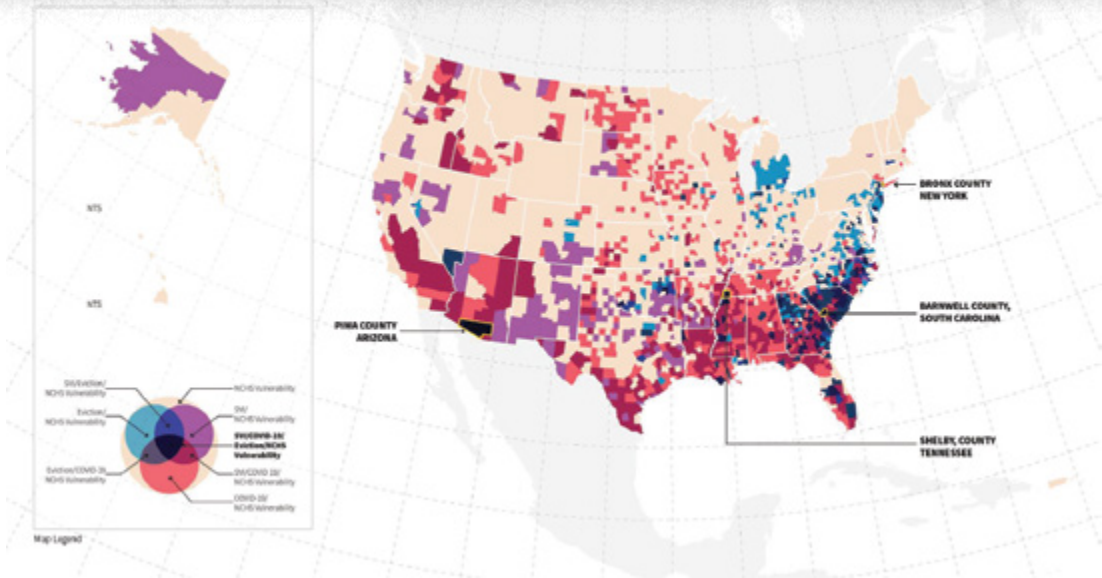 NTS
NTS
SVI/Eviction/
NCHS Vulnerability
Eviction/
NCHS Vulnerability
Eviction/COVID-19
NCHS Vulnerability
NCHS Vulnerability
SVI/
NCHS Vulnerability
SVI/COVID-19/
Eviction/NCHS
Vulnerability
SVI/COVID-19/
NCHS Vulnerability
COVID-19/
NCHS Vulnerability
Map Legend
PIMA COUNTY
ARIZONA
BRONX COUNTY
NEW YORK
BARNWELL COUNTY,
SOUTH CAROLINA
SHELBY, COUNTY
TENNESSEE